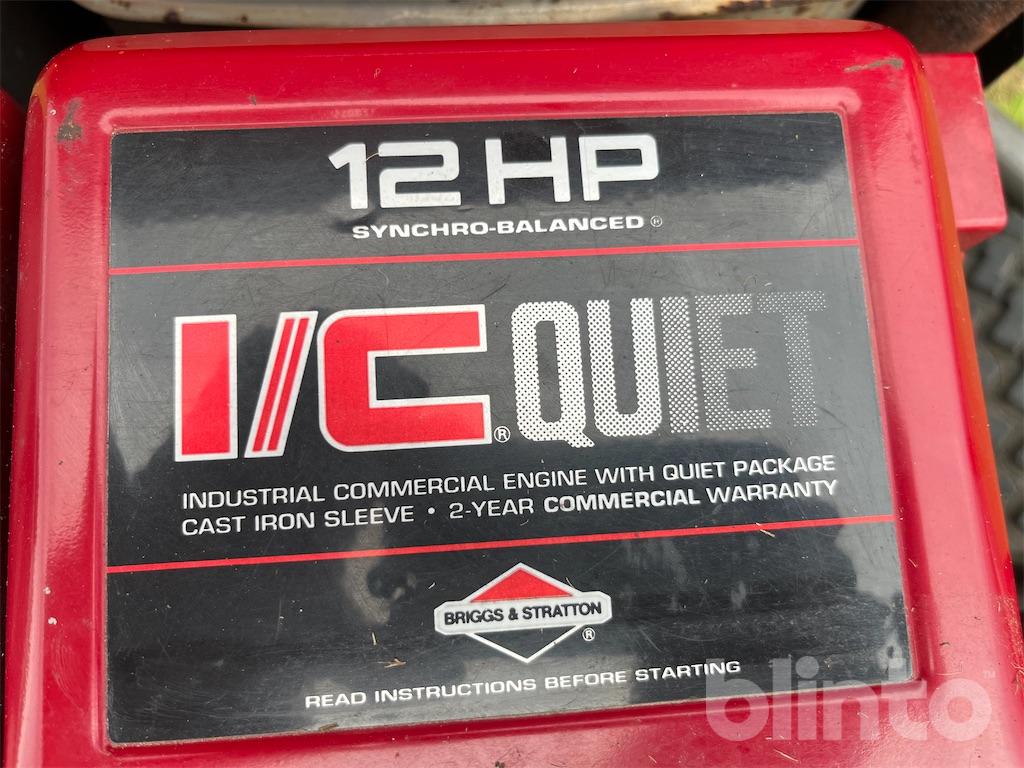 12 HP
SYNCHRO-BALANCED ®
I/C® QUIET
INDUSTRIAL COMMERCIAL ENGINE WITH QUIET PACKAGE
CAST IRON SLEEVE • 2-YEAR COMMERCIAL WARRANTY
BRIGGS & STRATTON
®
READ INSTRUCTIONS BEFORE STARTING
blinto™